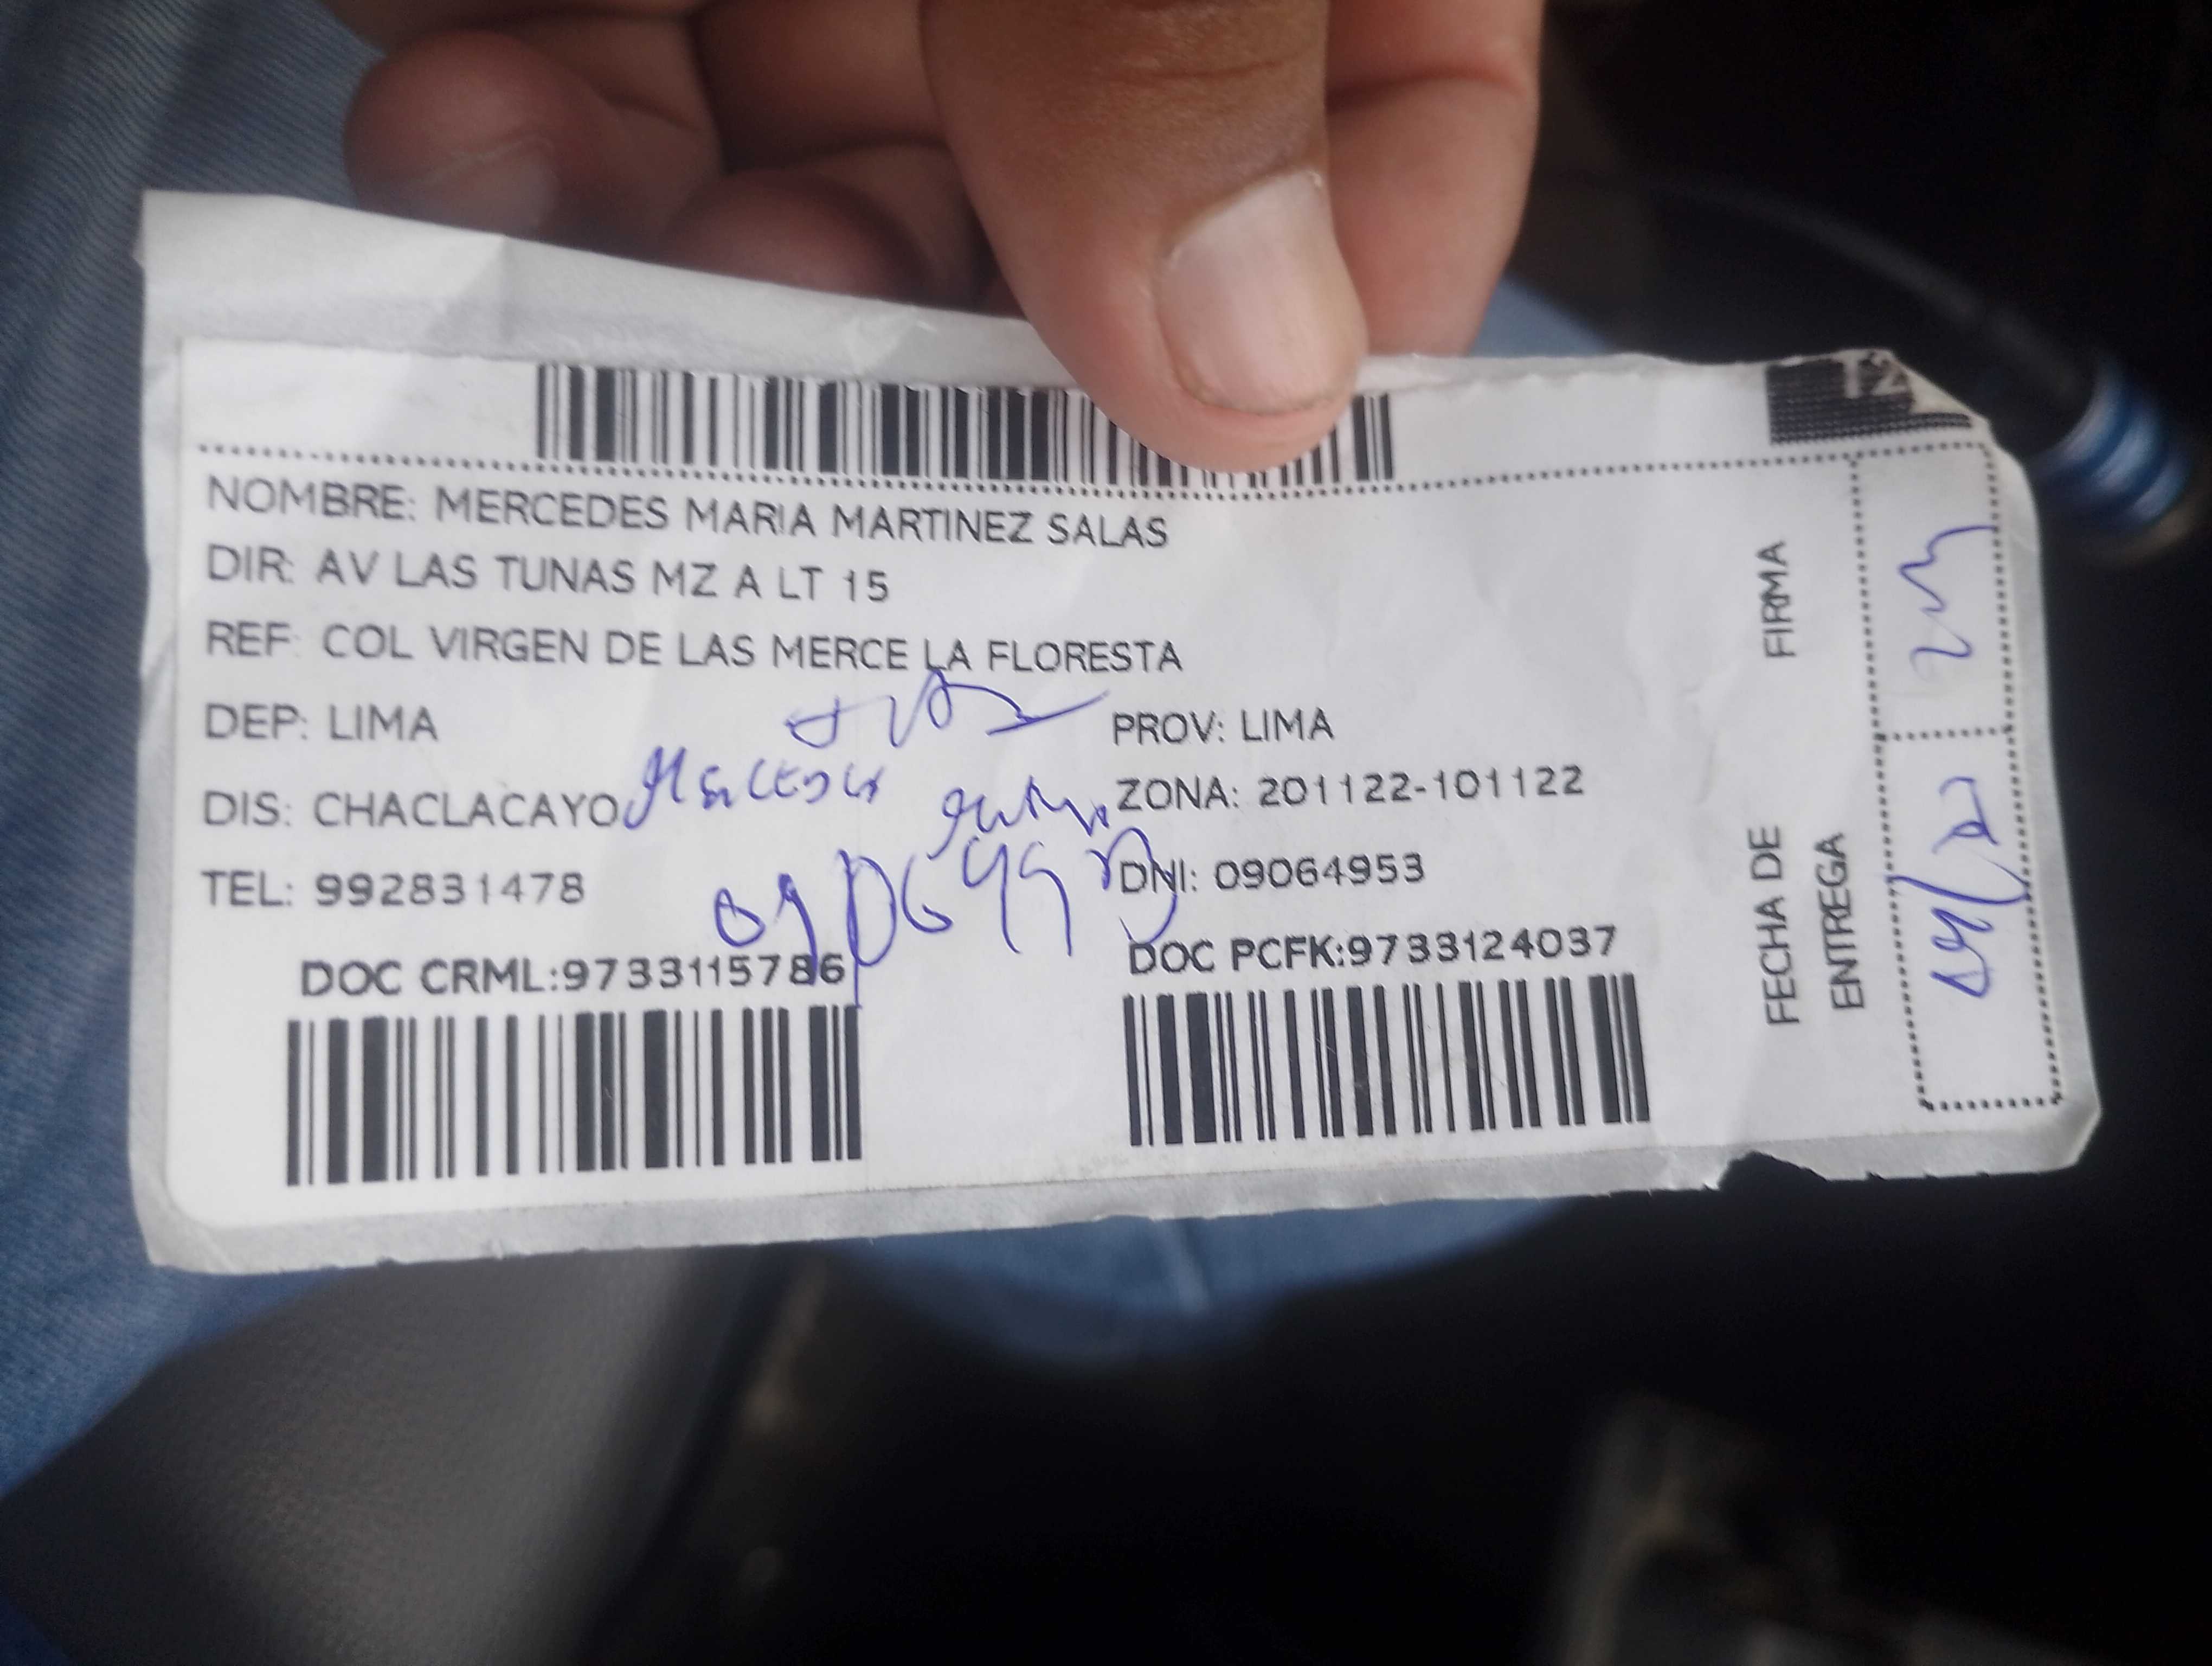 T2
NOMBRE: MERCEDES MARIA MARTINEZ SALAS
DIR: AV LAS TUNAS MZ A LT 15
REF: COL VIRGEN DE LAS MERCE LA FLORESTA
DEP: LIMA PROV: LIMA
DIS: CHACLACAYO ZONA: 201122-101122
TEL: 992831478 DNI: 09064953
DOC CRML:9733115786 DOC PCFK:9733124037
FIRMA
FECHA DE
ENTREGA